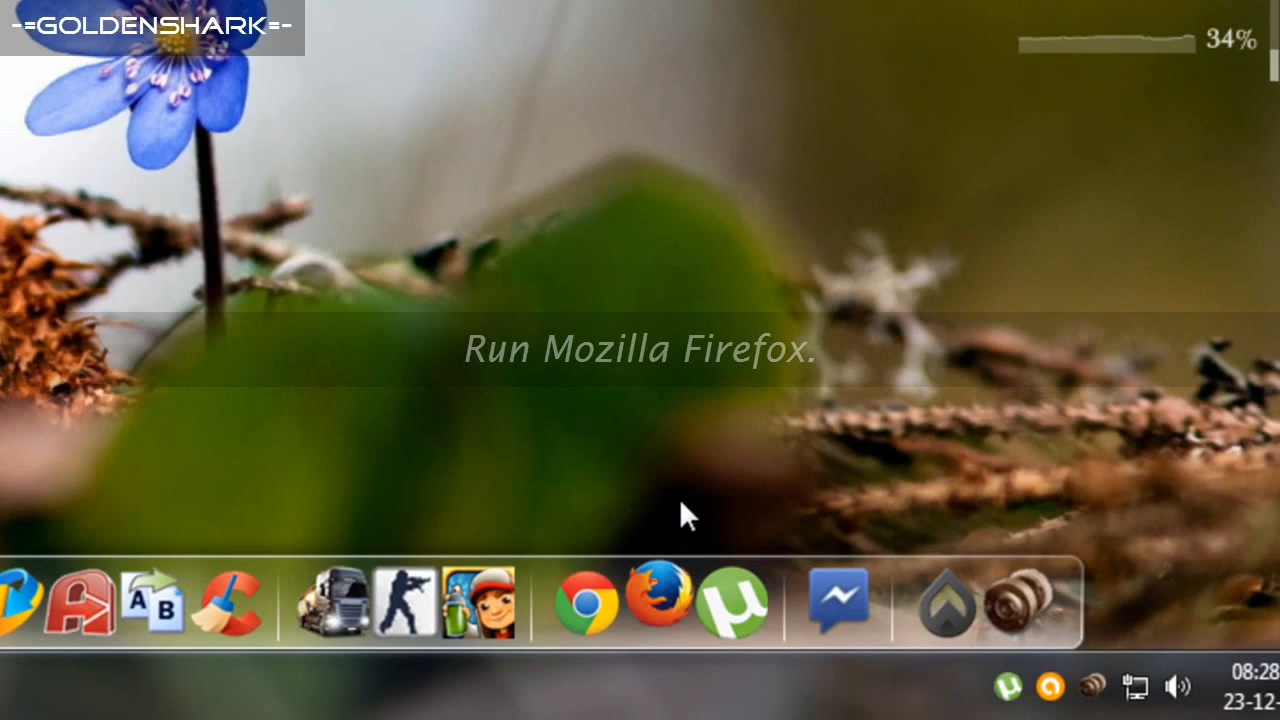 -=GOLDENSHARK=-
34%
Run Mozilla Firefox.
A
B
08:28
23-12-